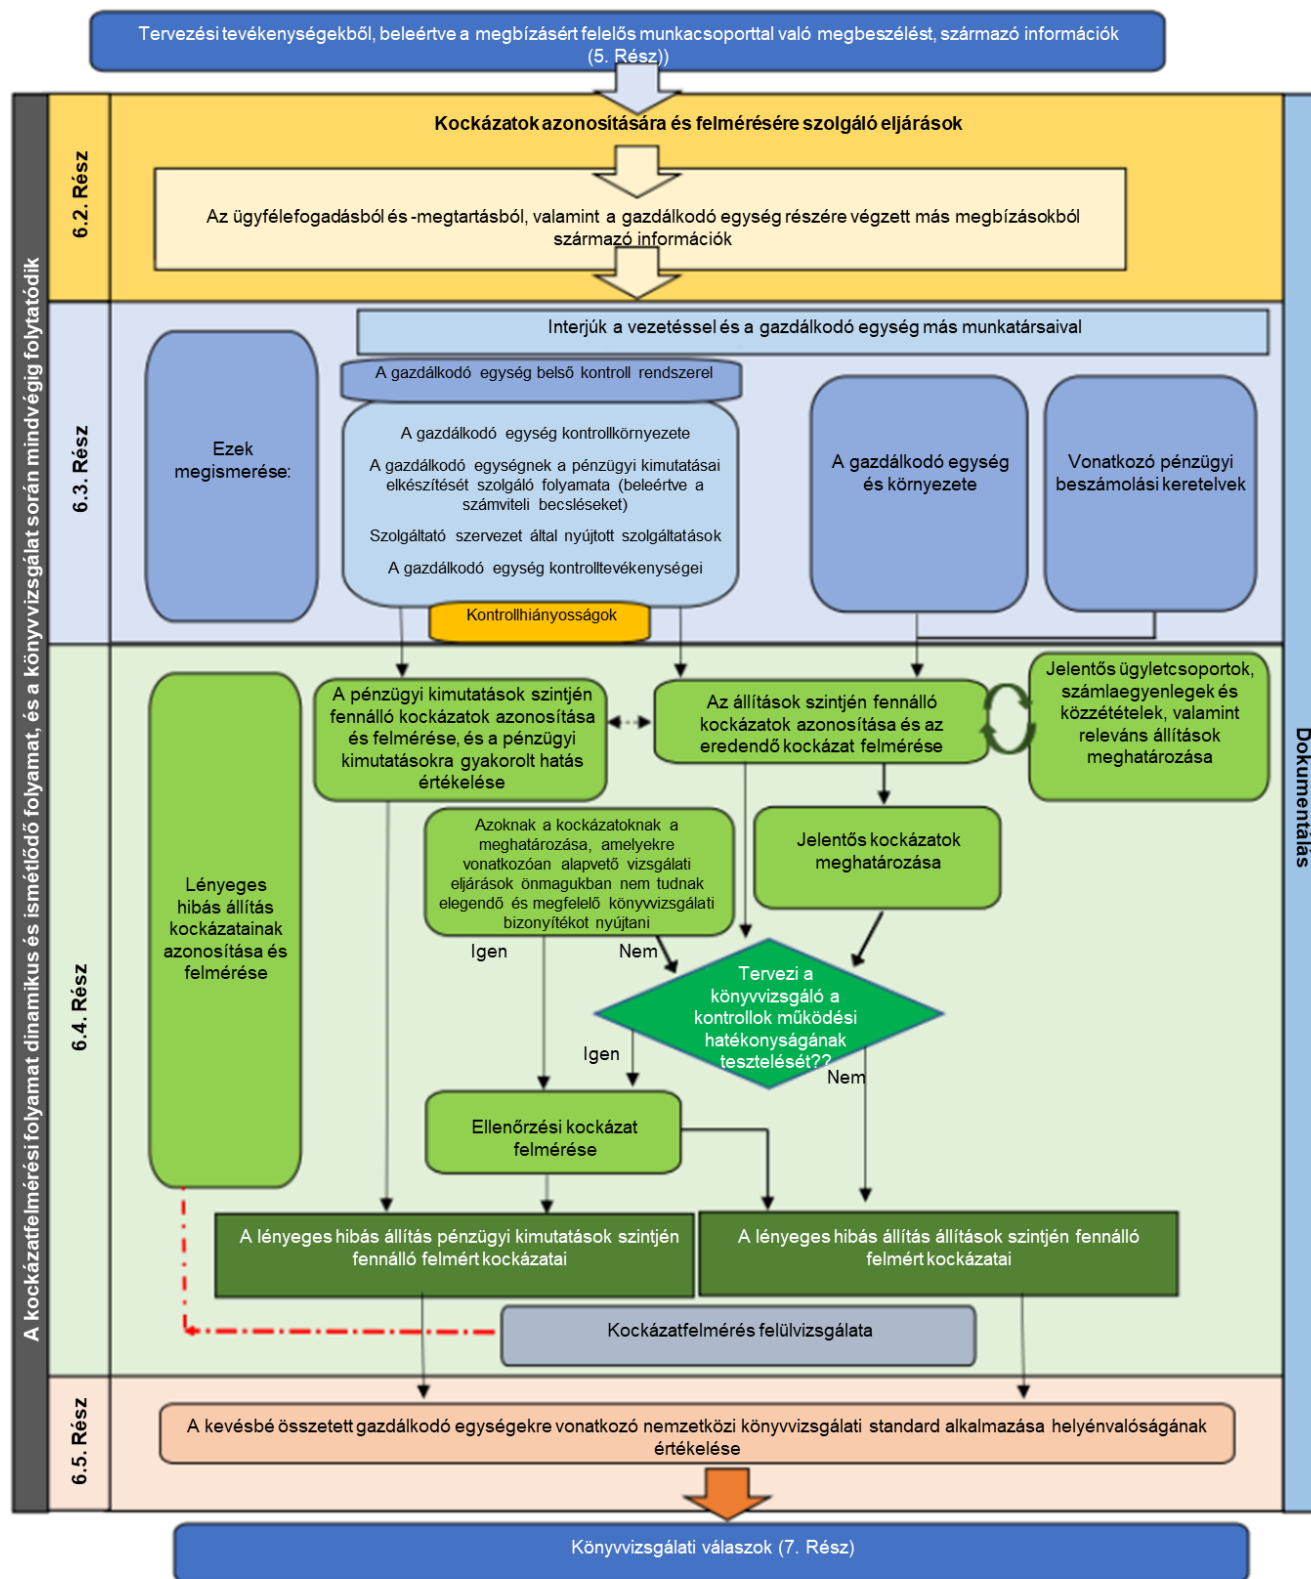 Tervezési tevékenységekből, beleértve a megbízásért felelős munkacsoporttal való megbeszélést, származó információk
(5. Rész))
A kockázatfelmérési folyamat dinamikus és ismétlődő folyamat, és a könyvvizsgálat során mindvégig folytatódik
Dokumentálás
6.2. Rész
Kockázatok azonosítására és felmérésére szolgáló eljárások
Az ügyfélefogadásból és -megtartásból, valamint a gazdálkodó egység részére végzett más megbízásokból
származó információk
6.3. Rész
Interjúk a vezetéssel és a gazdálkodó egység más munkatársaival
Ezek
megismerése:
A gazdálkodó egység belső kontroll rendszerel
A gazdálkodó egység kontrollkörnyezete
A gazdálkodó egységnek a pénzügyi kimutatásai
elkészítését szolgáló folyamata (beleértve a
számviteli becsléseket)
Szolgáltató szervezet által nyújtott szolgáltatások
A gazdálkodó egység kontrolltevékenységei
Kontrollhiányosságok
A gazdálkodó egység
és környezete
Vonatkozó pénzügyi
beszámolási keretelvek
6.4. Rész
Lényeges
hibás állítás
kockázatainak
azonosítása és
felmérése
A pénzügyi kimutatások szintjén
fennálló kockázatok azonosítása
és felmérése, és a pénzügyi
kimutatásokra gyakorolt hatás
értékelése
Az állítások szintjén fennálló
kockázatok azonosítása és az
eredendő kockázat felmérése
Jelentős ügyletcsoportok,
számlaegyenlegek és
közzétételek, valamint
releváns állítások
meghatározása
Azoknak a kockázatoknak a
meghatározása, amelyekre
vonatkozóan alapvető vizsgálati
eljárások önmagukban nem tudnak
elegendő és megfelelő könyvvizsgálati
bizonyítékot nyújtani
Jelentős kockázatok
meghatározása
Igen
Nem
Tervezi a
könyvvizsgáló a
kontrollok működési
hatékonyságának
tesztelését??
Igen
Nem
Ellenőrzési kockázat
felmérése
A lényeges hibás állítás pénzügyi kimutatások szintjén
fennálló felmért kockázatai
A lényeges hibás állítás állítások szintjén fennálló
felmért kockázatai
Kockázatfelmérés felülvizsgálata
6.5. Rész
A kevésbé összetett gazdálkodó egységekre vonatkozó nemzetközi könyvvizsgálati standard alkalmazása helyénvalóságának
értékelése
Könyvvizsgálati válaszok (7. Rész)